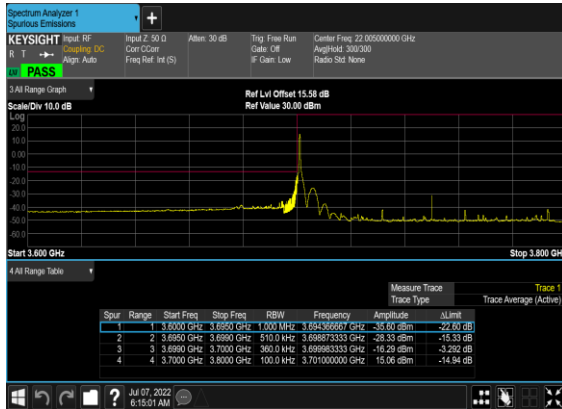 Spectrum Analyzer 1
Spurious Emissions
+
KEYSIGHT Input: RF Input Z: 50 Ω Atten: 30 dB Trig: Free Run Center Freq: 22.005000000 GHz
R T Coupling: DC Corr CCorr Gate: Off Avg|Hold: 300/300
Align: Auto Freq Ref: Int (S) IF Gain: Low Radio Std: None
PASS
3 All Range Graph Ref Lvl Offset 15.58 dB
Scale/Div 10.0 dB Ref Value 30.00 dBm
Log
20.0
10.0
0.00
-10.0
-20.0
-30.0
-40.0
-50.0
-60.0
Start 3.600 GHz Stop 3.800 GH
4 All Range Table
Measure Trace Trace 1
Trace Type Trace Average (Active)
Spur Range Start Freq Stop Freq RBW Frequency Amplitude ΔLimit
1 1 3.6000 GHz 3.6950 GHz 1.000 MHz 3.694366667 GHz -35.60 dBm -22.60 dB
2 2 3.6950 GHz 3.6990 GHz 510.0 kHz 3.698873333 GHz -28.33 dBm -15.33 dB
3 3 3.6990 GHz 3.7000 GHz 360.0 kHz 3.699983333 GHz -16.29 dBm -3.292 dB
4 4 3.7000 GHz 3.8000 GHz 100.0 kHz 3.701000000 GHz 15.06 dBm -14.94 dB
? Jul 07, 2022
6:15:01 AM